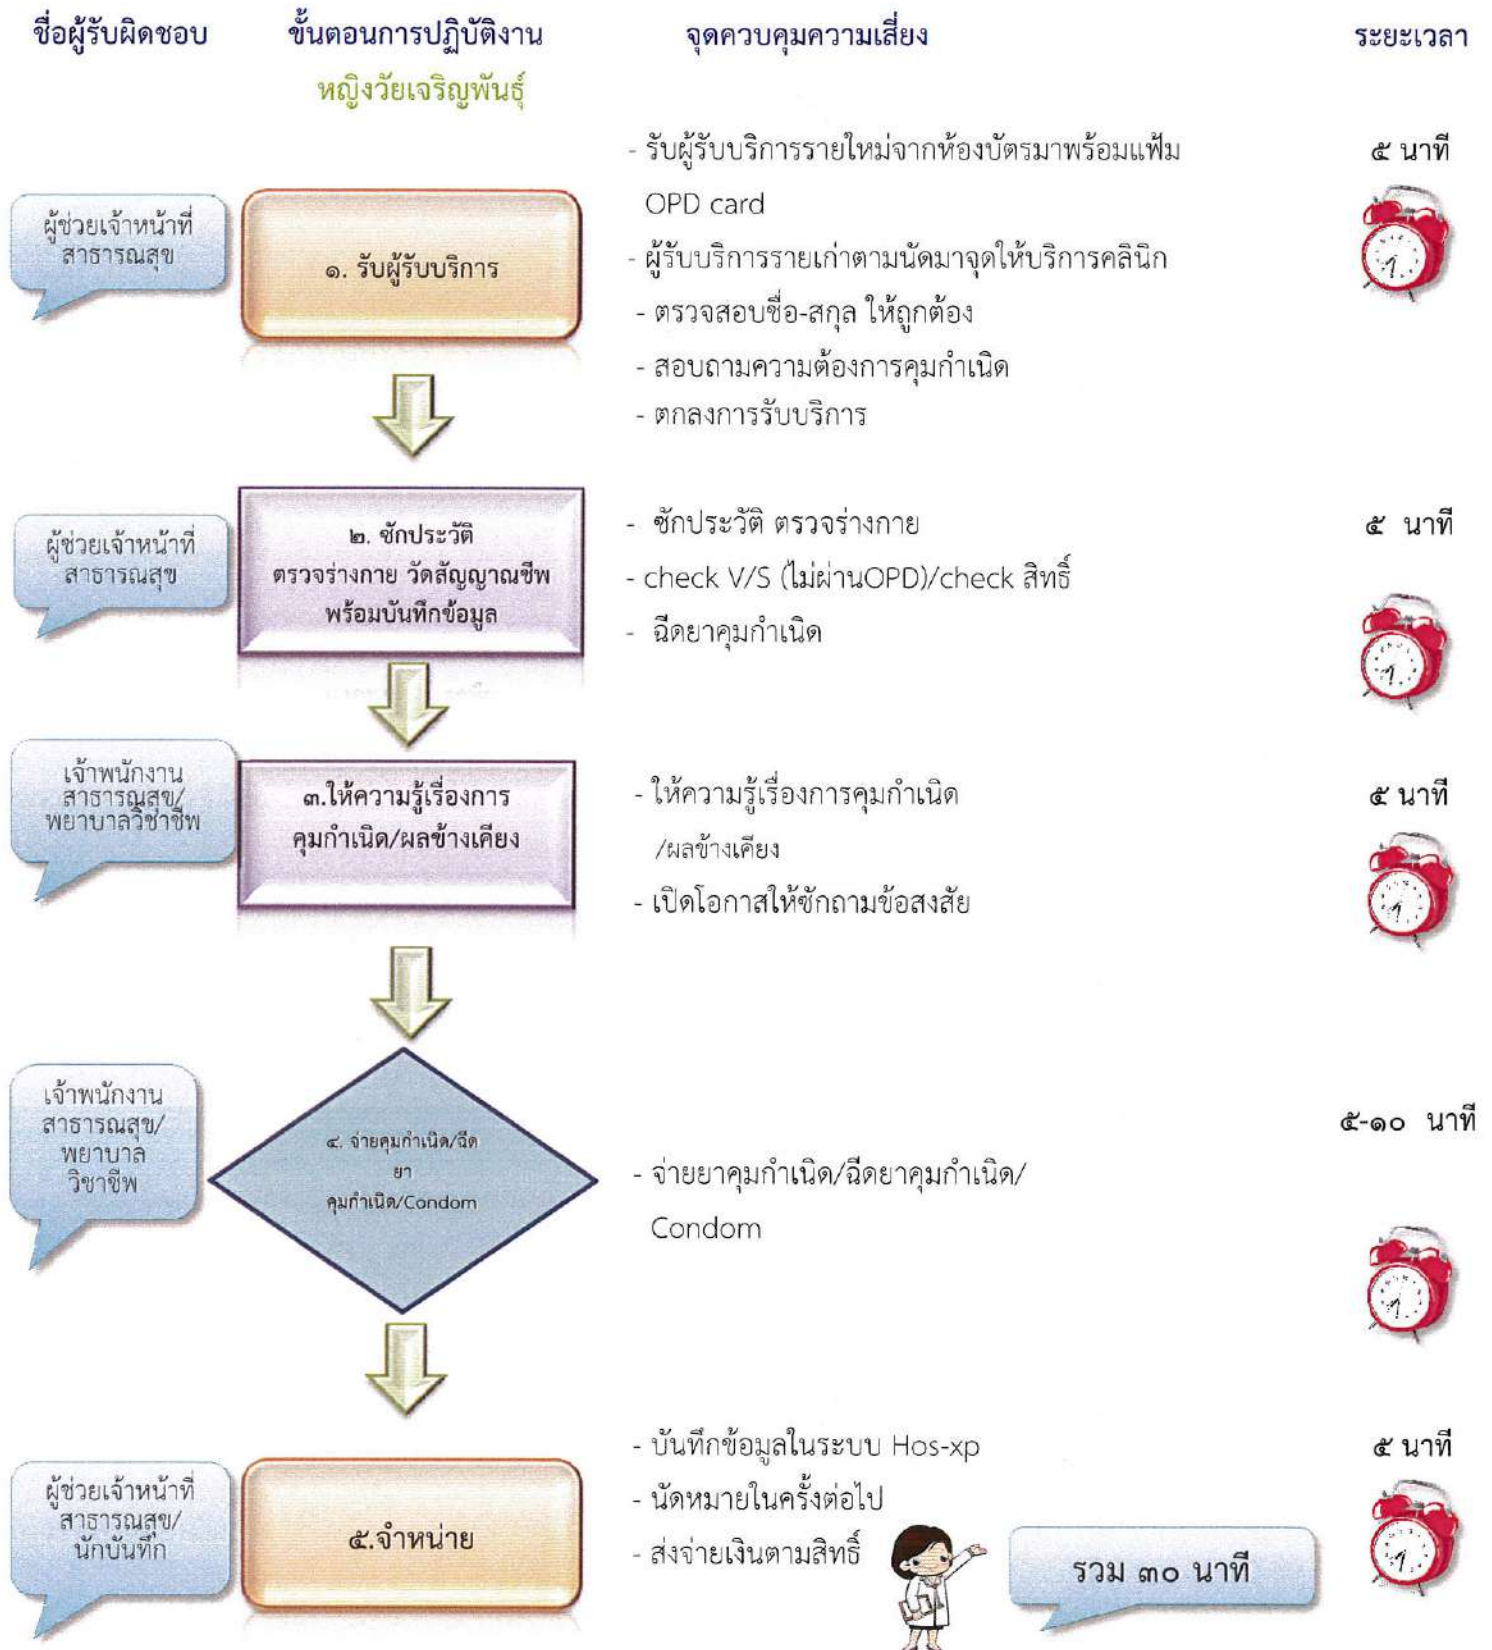 ชื่อผู้รับผิดชอบ
ขั้นตอนการปฏิบัติงาน
จุดควบคุมความเสี่ยง
ระยะเวลา
หญิงวัยเจริญพันธุ์
ผู้ช่วยเจ้าหน้าที่
สาธารณสุข
๑. รับผู้รับบริการ
- รับผู้รับบริการรายใหม่จากห้องบัตรมาพร้อมแฟ้ม
OPD card
- ผู้รับบริการรายเก่าตามนัดมาจุดให้บริการคลินิก
- ตรวจสอบชื่อ-สกุล ให้ถูกต้อง
- สอบถามความต้องการคุมกำเนิด
- ตกลงการรับบริการ
๕ นาที
ผู้ช่วยเจ้าหน้าที่
สาธารณสุข
๒. ซักประวัติ
ตรวจร่างกาย วัดสัญญาณชีพ
พร้อมบันทึกข้อมูล
- ซักประวัติ ตรวจร่างกาย
- check V/S (ไม่ผ่านOPD)/check สิทธิ์
- ฉีดยาคุมกำเนิด
๕ นาที
เจ้าพนักงาน
สาธารณสุข/
พยาบาลวิชาชีพ
๓.ให้ความรู้เรื่องการ
คุมกำเนิด/ผลข้างเคียง
- ให้ความรู้เรื่องการคุมกำเนิด
/ผลข้างเคียง
- เปิดโอกาสให้ซักถามข้อสงสัย
๕ นาที
เจ้าพนักงาน
สาธารณสุข/
พยาบาล
วิชาชีพ
๔. จ่ายคุมกำเนิด/ฉีด
ยา
คุมกำเนิด/Condom
- จ่ายยาคุมกำเนิด/ฉีดยาคุมกำเนิด/
Condom
๕-๑๐ นาที
ผู้ช่วยเจ้าหน้าที่
สาธารณสุข/
นักบันทึก
๕.จำหน่าย
- บันทึกข้อมูลในระบบ Hos-xp
- นัดหมายในครั้งต่อไป
- ส่งจ่ายเงินตามสิทธิ์
๕ นาที
รวม ๓๐ นาที